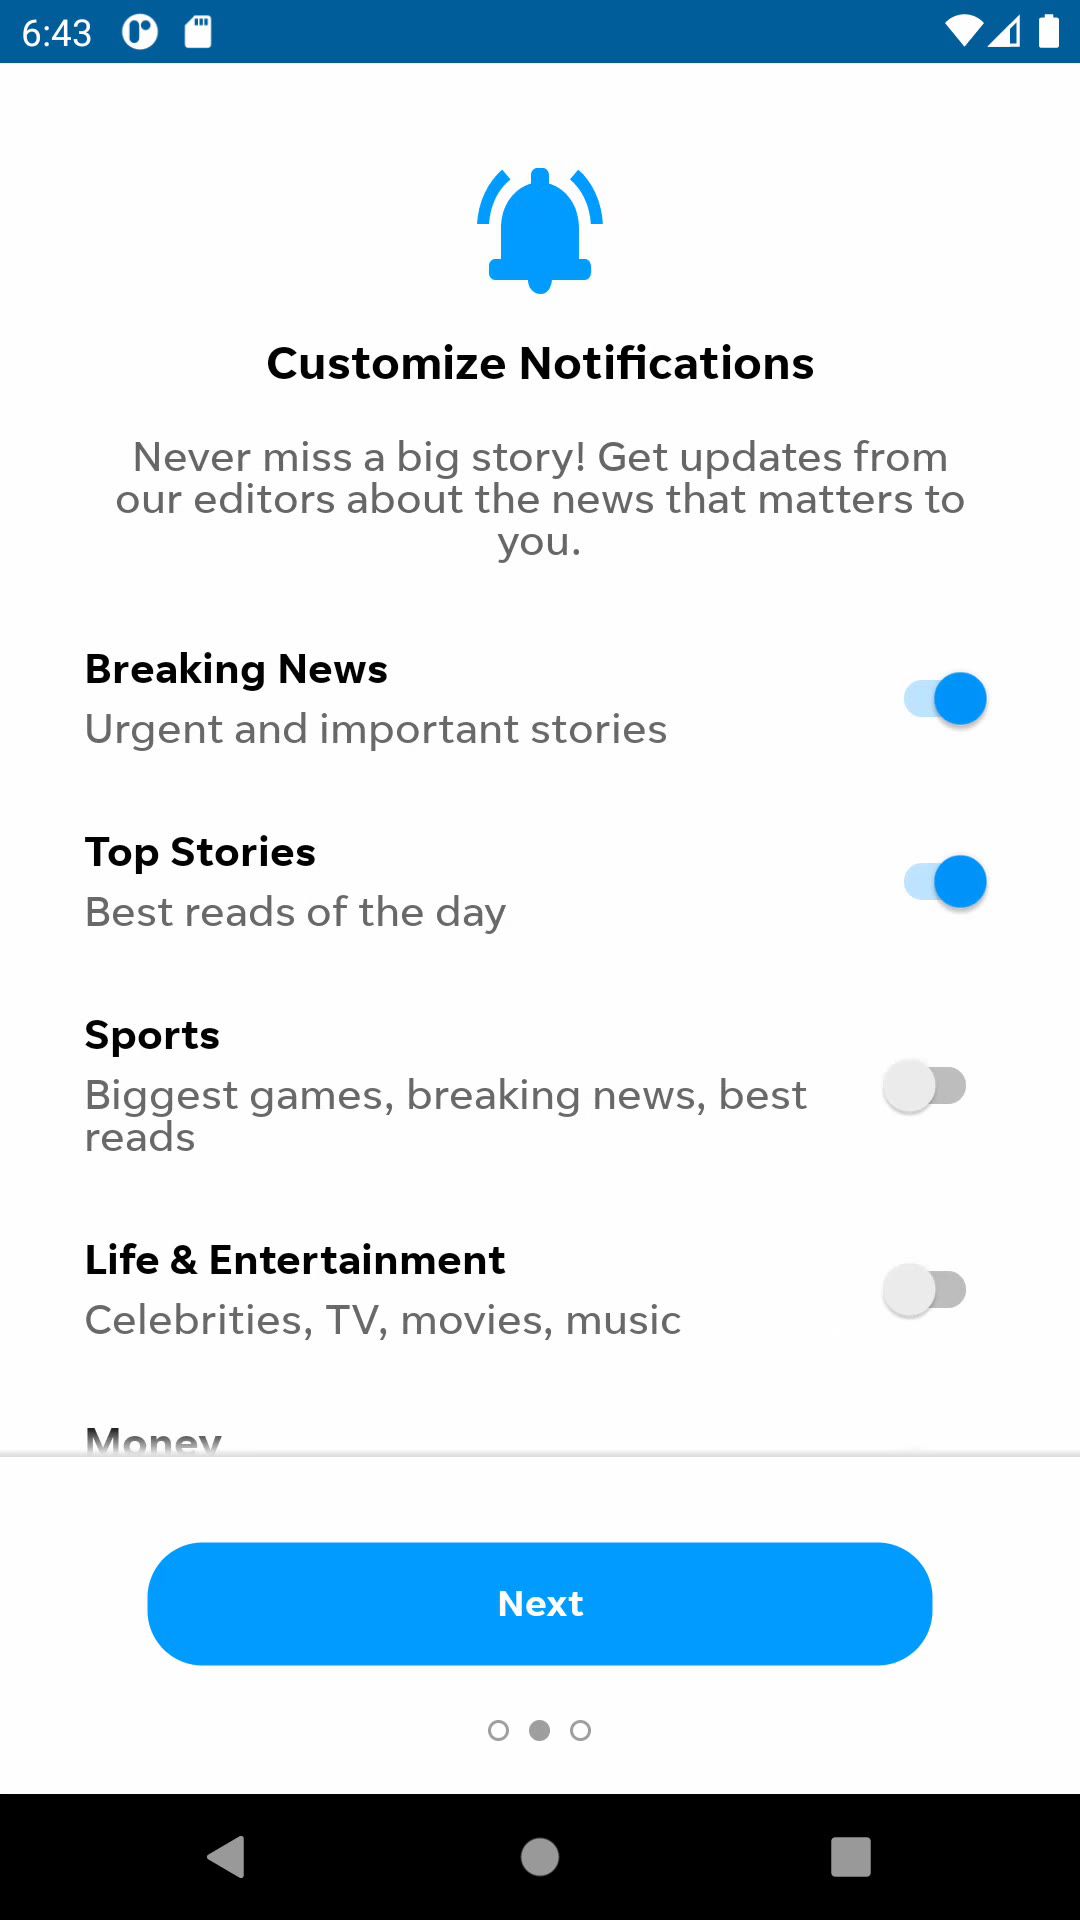 6:43
Customize Notifications
Never miss a big story! Get updates from
our editors about the news that matters to
you.
Breaking News
Urgent and important stories
Top Stories
Best reads of the day
Sports
Biggest games, breaking news, best
reads
Life & Entertainment
Celebrities, TV, movies, music
Money
Next